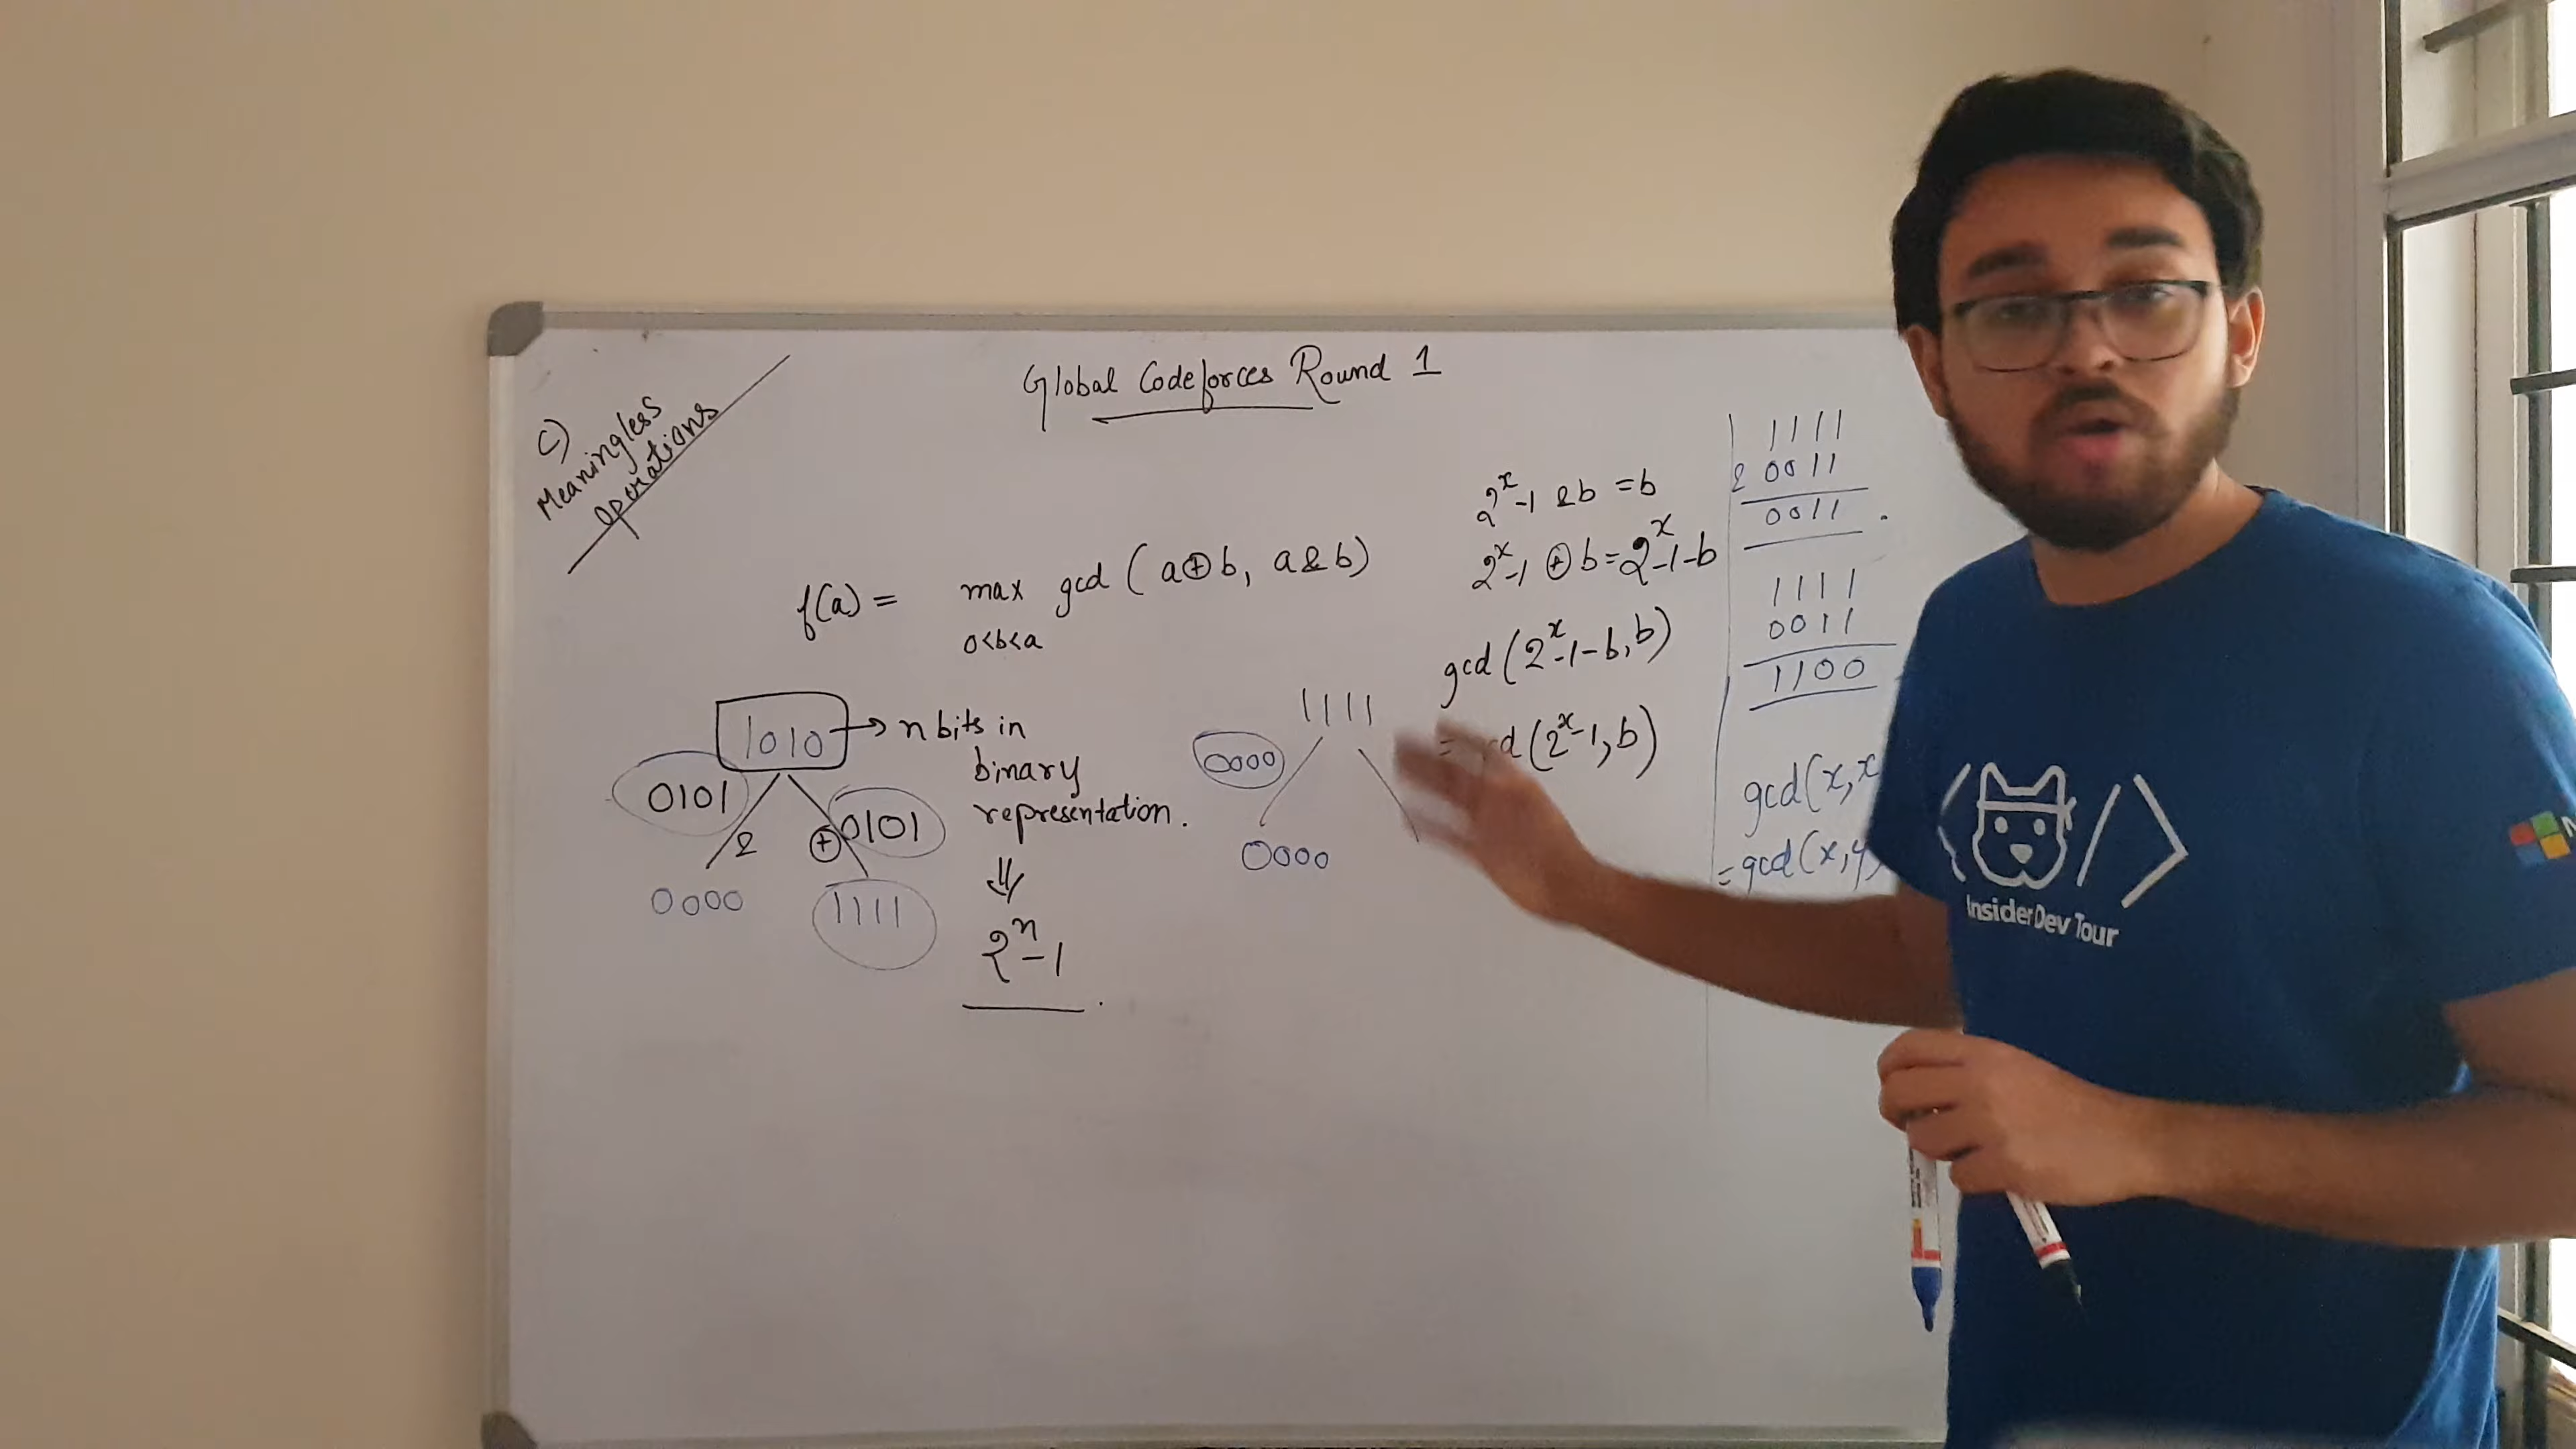 Global Codeforces Round 1
C)
Meaningless
operations
f(a) = max gcd (a⊕b, a&b)
0<b<a
1010 → n bits in
binary
representation.
⇓
2^n-1
0101
&
⊕ 0101
0000
1111
1111
0000
0000
2^x-1 & b = b
2^x-1 ⊕ b = 2^x-1-b
gcd (2^x-1-b, b)
= gcd (2^x-1, b)
1111
& 0011
0011
1111
0011
1100
gcd(x,x
= gcd(x,y
InsiderDev Tour